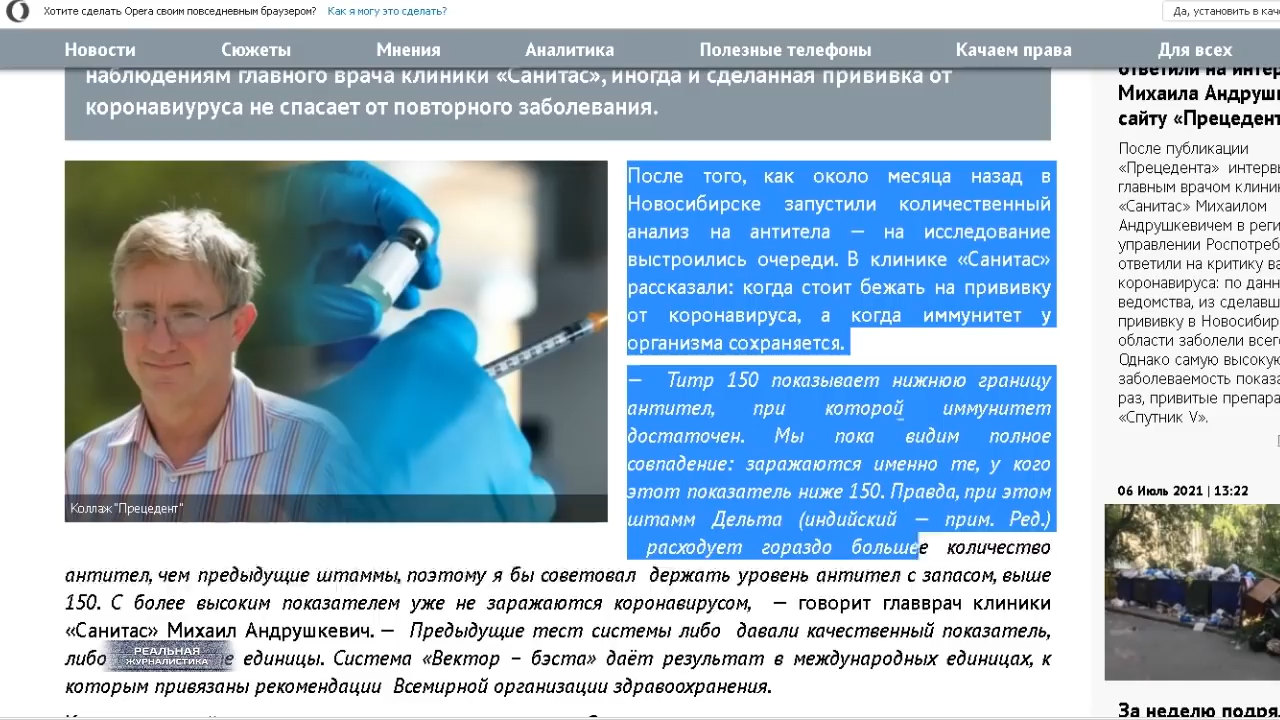 Хотите сделать Opera своим повседневным браузером? Как я могу это сделать?
Да, установить в кач
Новости Сюжеты Мнения Аналитика Полезные телефоны Качаем права Для всех
наблюдениям главного врача клиники «Санитас», иногда и сделанная прививка от
коронавиуруса не спасает от повторного заболевания.
После того, как около месяца назад в
Новосибирске запустили количественный
анализ на антитела — на исследование
выстроились очереди. В клинике «Санитас»
рассказали: когда стоит бежать на прививку
от коронавируса, а когда иммунитет у
организма сохраняется.
— Титр 150 показывает нижнюю границу
антител, при которой иммунитет
достаточен. Мы пока видим полное
совпадение: заражаются именно те, у кого
этот показатель ниже 150. Правда, при этом
штамм Дельта (индийский — прим. Ред.)
расходует гораздо большее количество
антител, чем предыдущие штаммы, поэтому я бы советовал держать уровень антител с запасом, выше
150. С более высоким показателем уже не заражаются коронавирусом, — говорит главврач клиники
«Санитас» Михаил Андрушкевич. — Предыдущие тест системы либо давали качественный показатель,
либо е единицы. Система «Вектор – бэста» даёт результат в международных единицах, к
которым привязаны рекомендации Всемирной организации здравоохранения.
Коллаж "Прецедент"
РЕАЛЬНАЯ
ЖУРНАЛИСТИКА
ответили на интер
Михаила Андруш
сайту «Прецедент
После публикации
«Прецедента» интервь
главным врачом клини
«Санитас» Михаилом
Андрушкевичем в реги
управлении Роспотреб
ответили на критику ва
коронавируса: по данн
ведомства, из сделавш
прививку в Новосибир
области заболели всег
Однако самую высокую
заболеваемость показа
раз, привитые препара
«Спутник V».
06 Июль 2021 | 13:22
За неделю подря